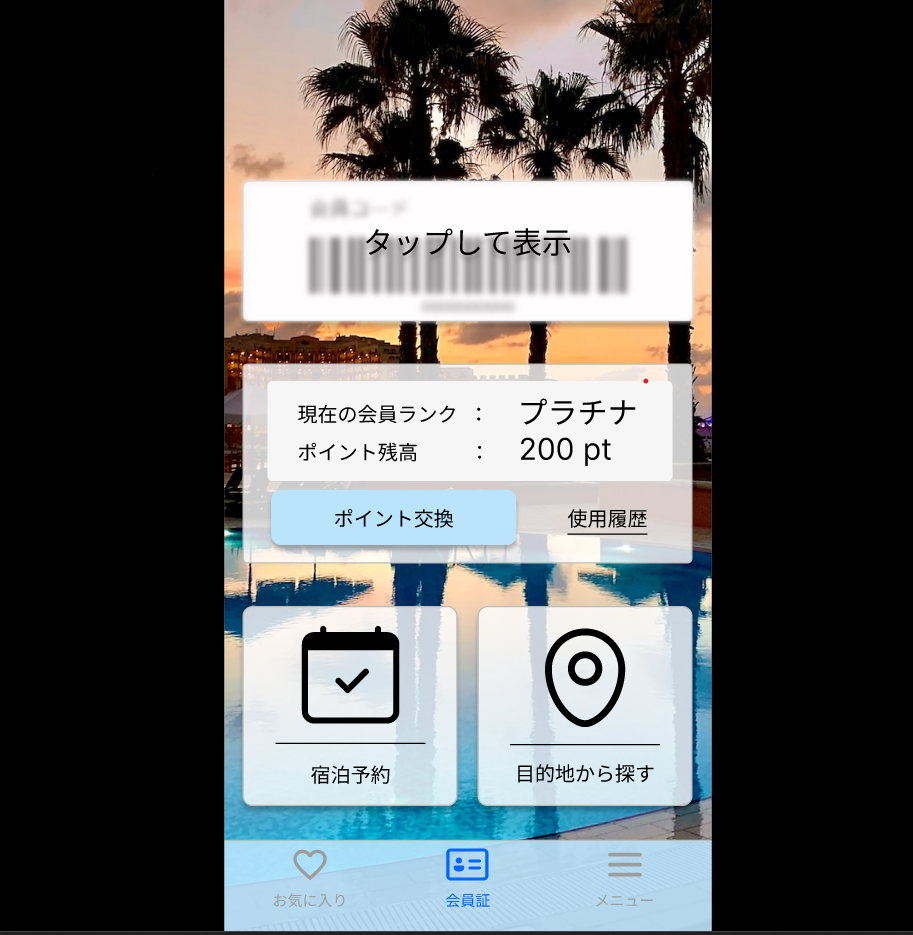 会員コード
タップして表示
現在の会員ランク ： プラチナ
ポイント残高 ： 200 pt
ポイント交換 使用履歴
宿泊予約 目的地から探す
お気に入り 会員証 メニュー